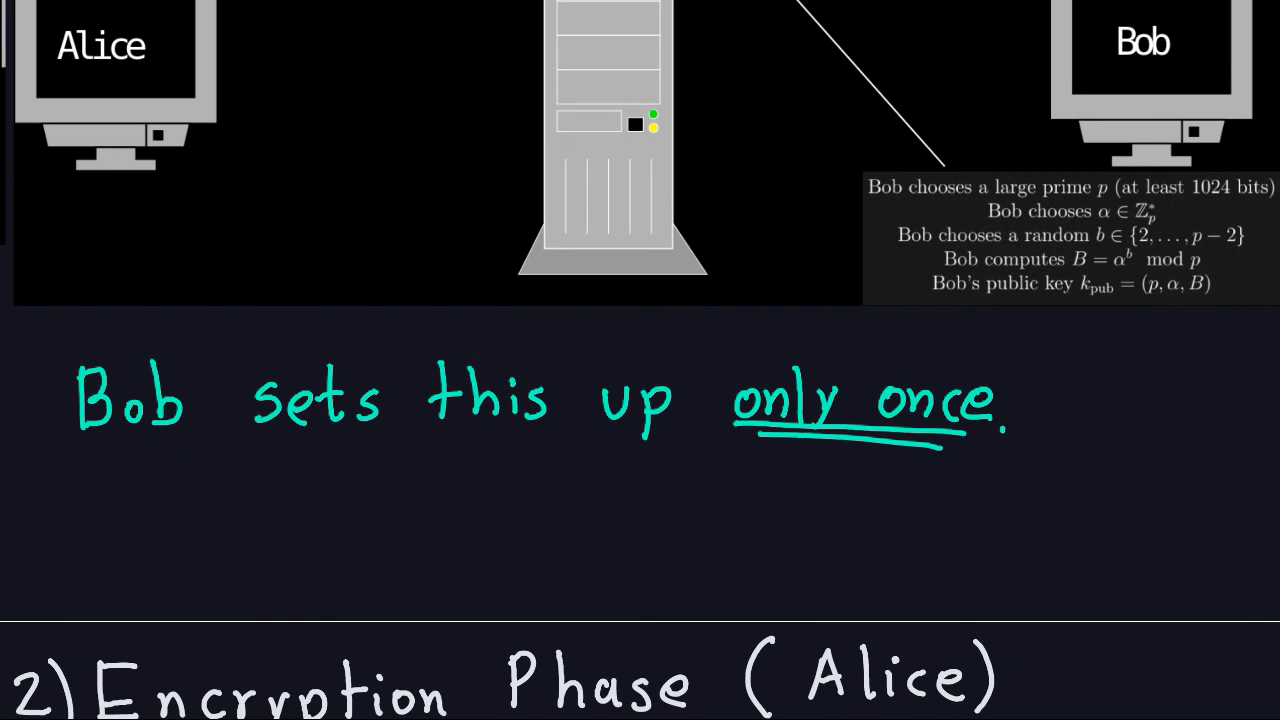 Alice
Bob
Bob chooses a large prime p (at least 1024 bits)
Bob chooses α ∈ ℤ*ₚ
Bob chooses a random b ∈ {2, . . . , p − 2}
Bob computes B = αᵇ mod p
Bob's public key k_pub = (p, α, B)
Bob sets this up only once.
2) Encryption Phase (Alice)